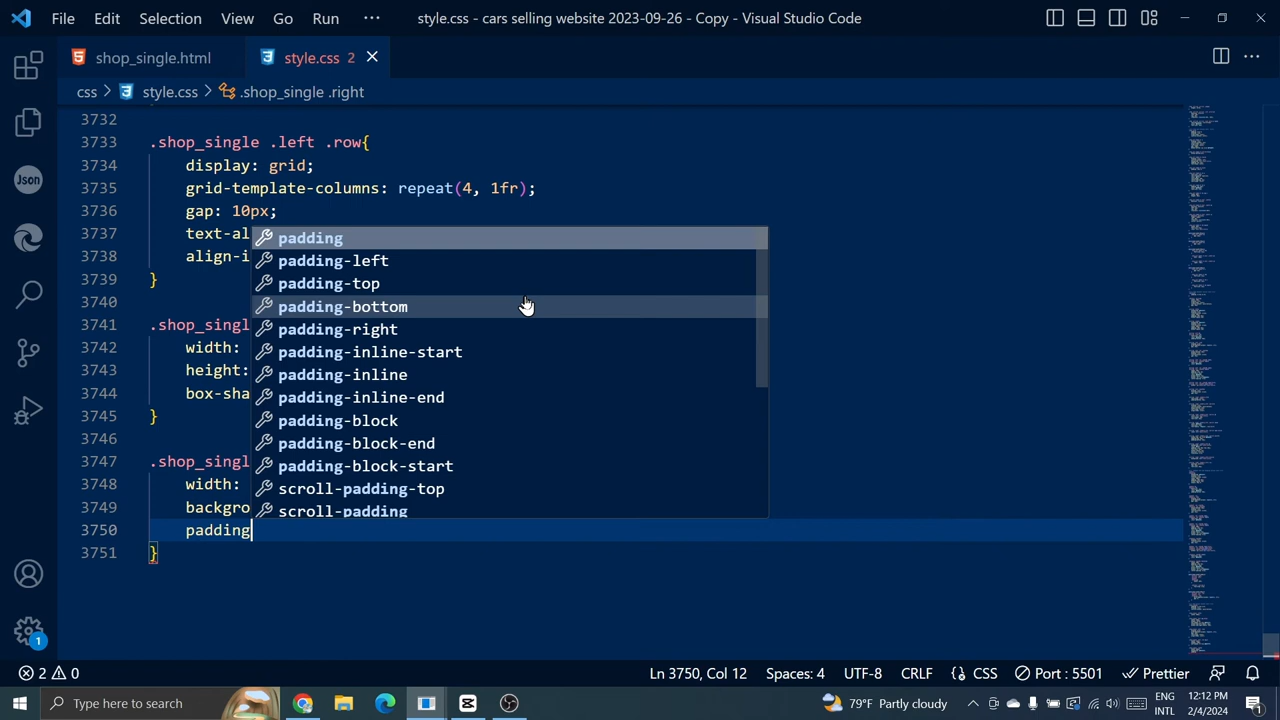 File Edit Selection View Go Run ··· style.css - cars selling website 2023-09-26 - Copy - Visual Studio Code
shop_single.html style.css 2
css > style.css > .shop_single .right
3732
3733 .shop_single .left .row{
3734 display: grid;
3735 grid-template-columns: repeat(4, 1fr);
3736 gap: 10px;
3737 text-al
3738 align-i
3739 }
3740
3741 .shop_singl
3742 width:
3743 height:
3744 box-sha
3745 }
3746
3747 .shop_singl
3748 width:
3749 backgro
3750 padding
3751 }
padding
padding-left
padding-top
padding-bottom
padding-right
padding-inline-start
padding-inline
padding-inline-end
padding-block
padding-block-end
padding-block-start
scroll-padding-top
scroll-padding
Json
1
2 0 Ln 3750, Col 12 Spaces: 4 UTF-8 CRLF {} CSS Port : 5501 Prettier
Type here to search 79°F Partly cloudy ENG INTL 12:12 PM 2/4/2024